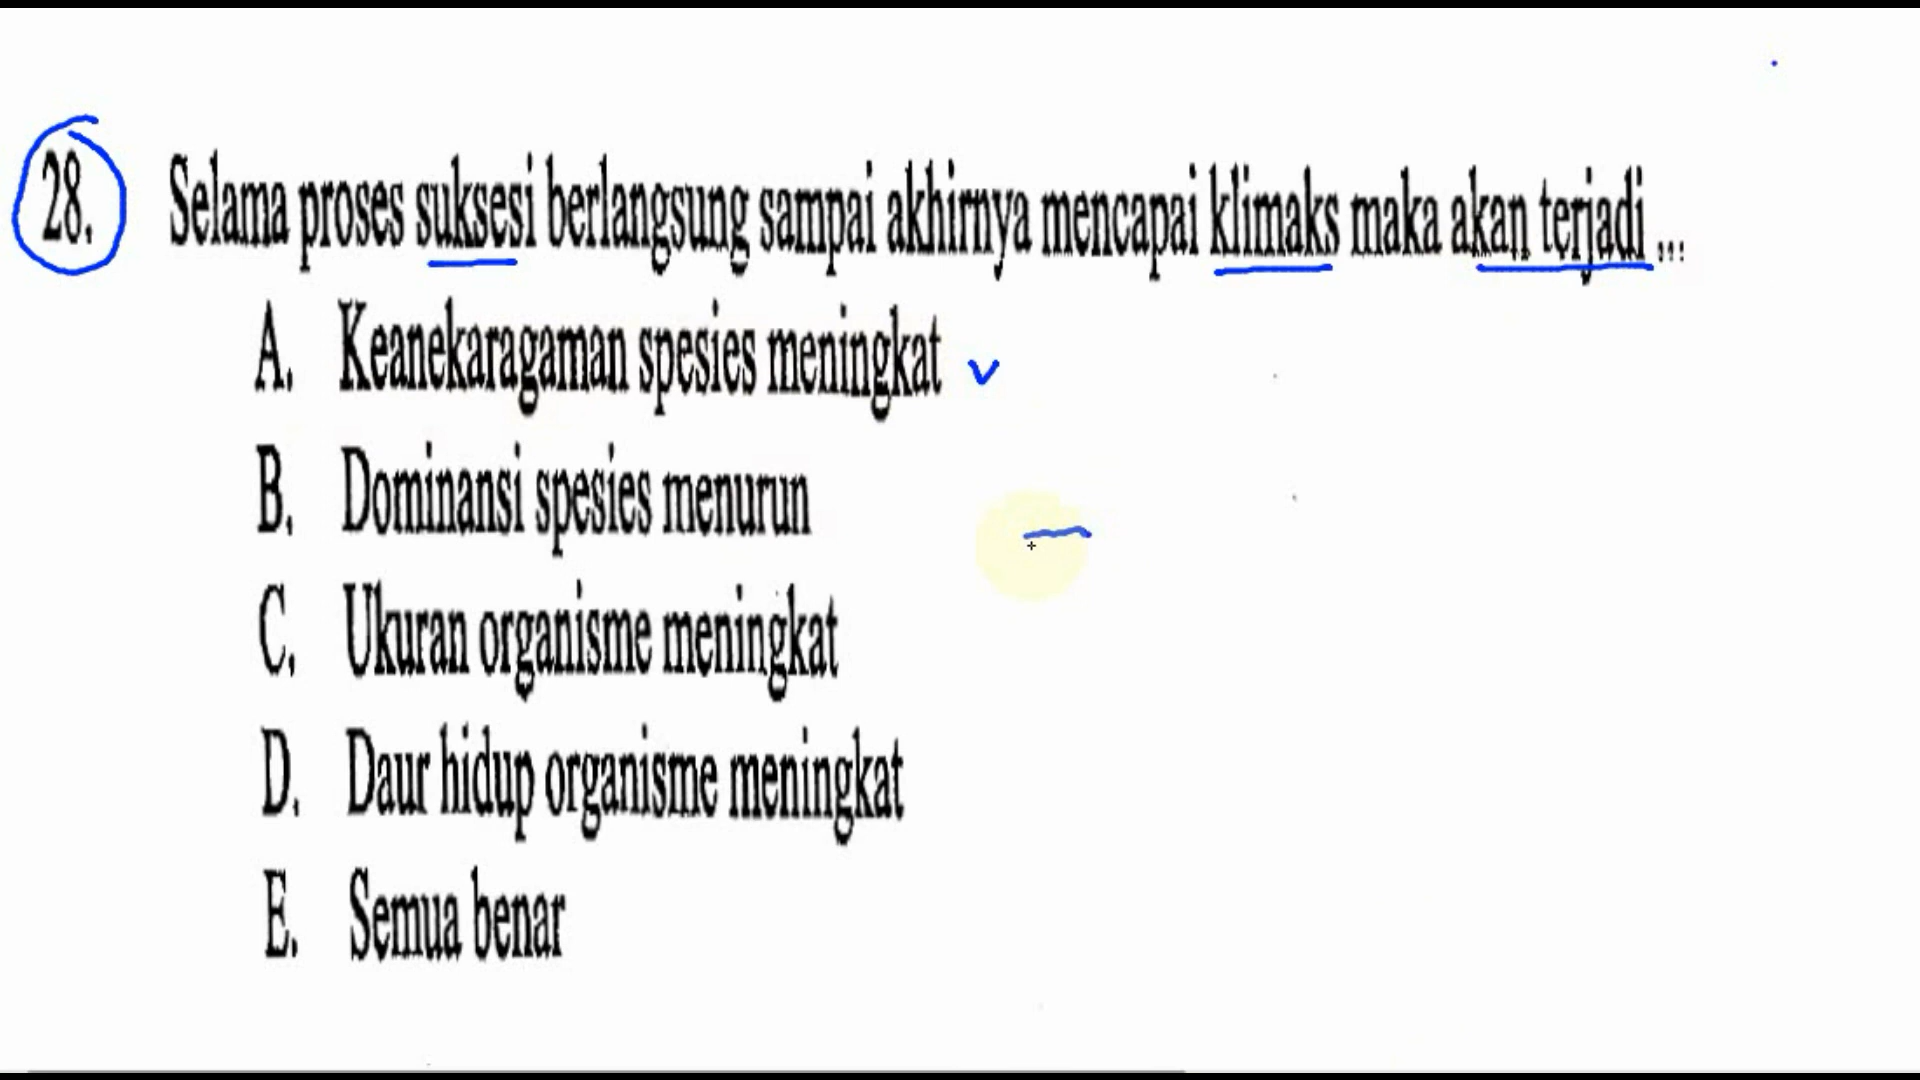 28. Selama proses suksesi berlangsung sampai akhirnya mencapai klimaks maka akan terjadi ...
A. Keanekaragaman spesies meningkat v
B. Dominansi spesies menurun
C. Ukuran organisme meningkat
D. Daur hidup organisme meningkat
E. Semua benar